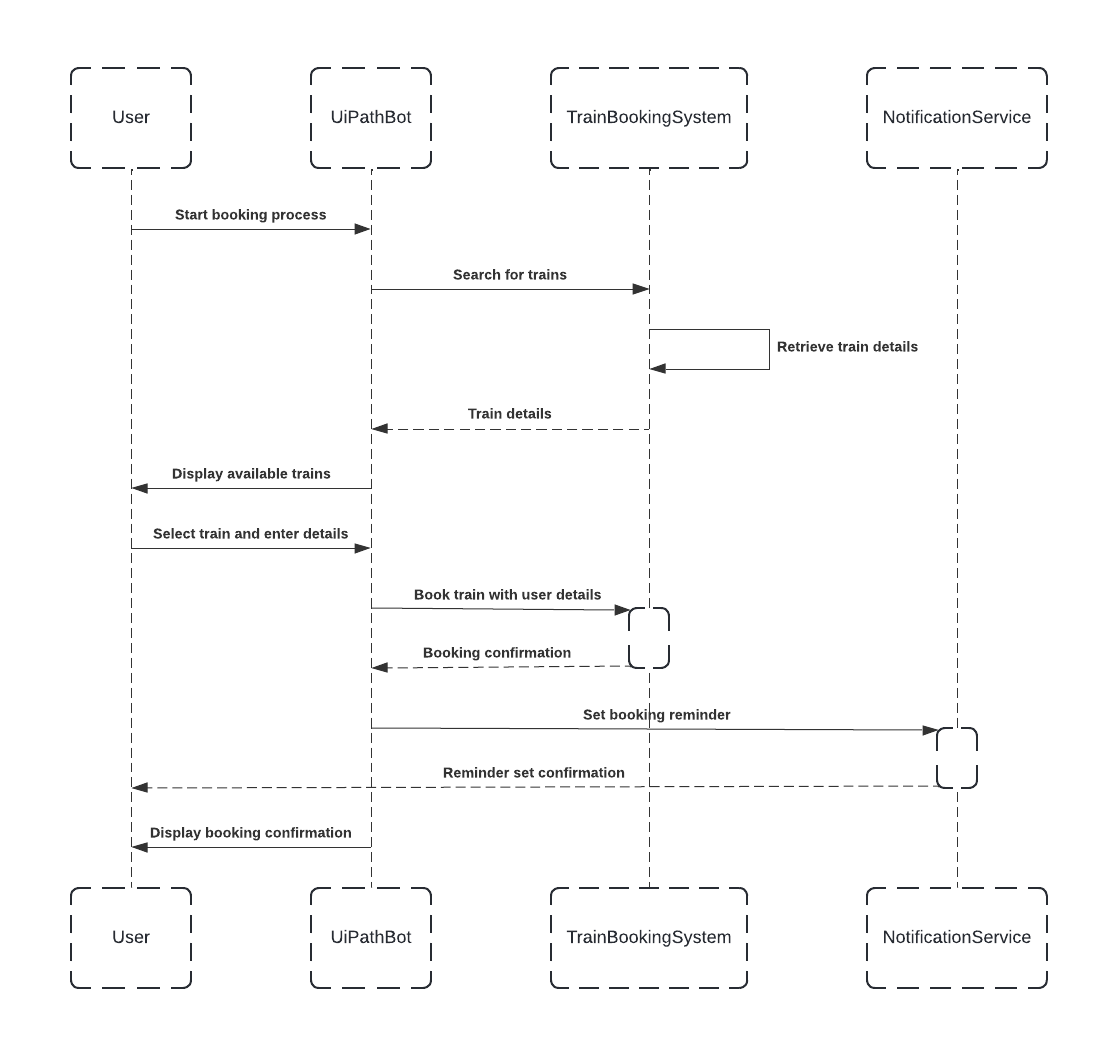 User
UiPathBot
TrainBookingSystem
NotificationService
Start booking process
Search for trains
Retrieve train details
Train details
Display available trains
Select train and enter details
Book train with user details
Booking confirmation
Set booking reminder
Reminder set confirmation
Display booking confirmation
User
UiPathBot
TrainBookingSystem
NotificationService